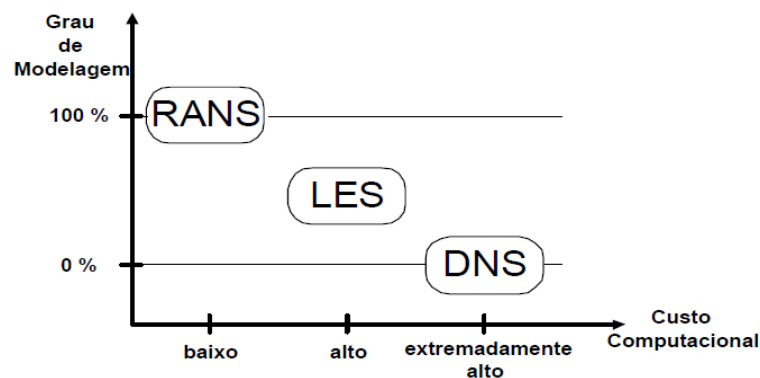 Grau
de
Modelagem
100 %
RANS
LES
0 %
DNS
baixo
alto
extremadamente
alto
Custo
Computacional